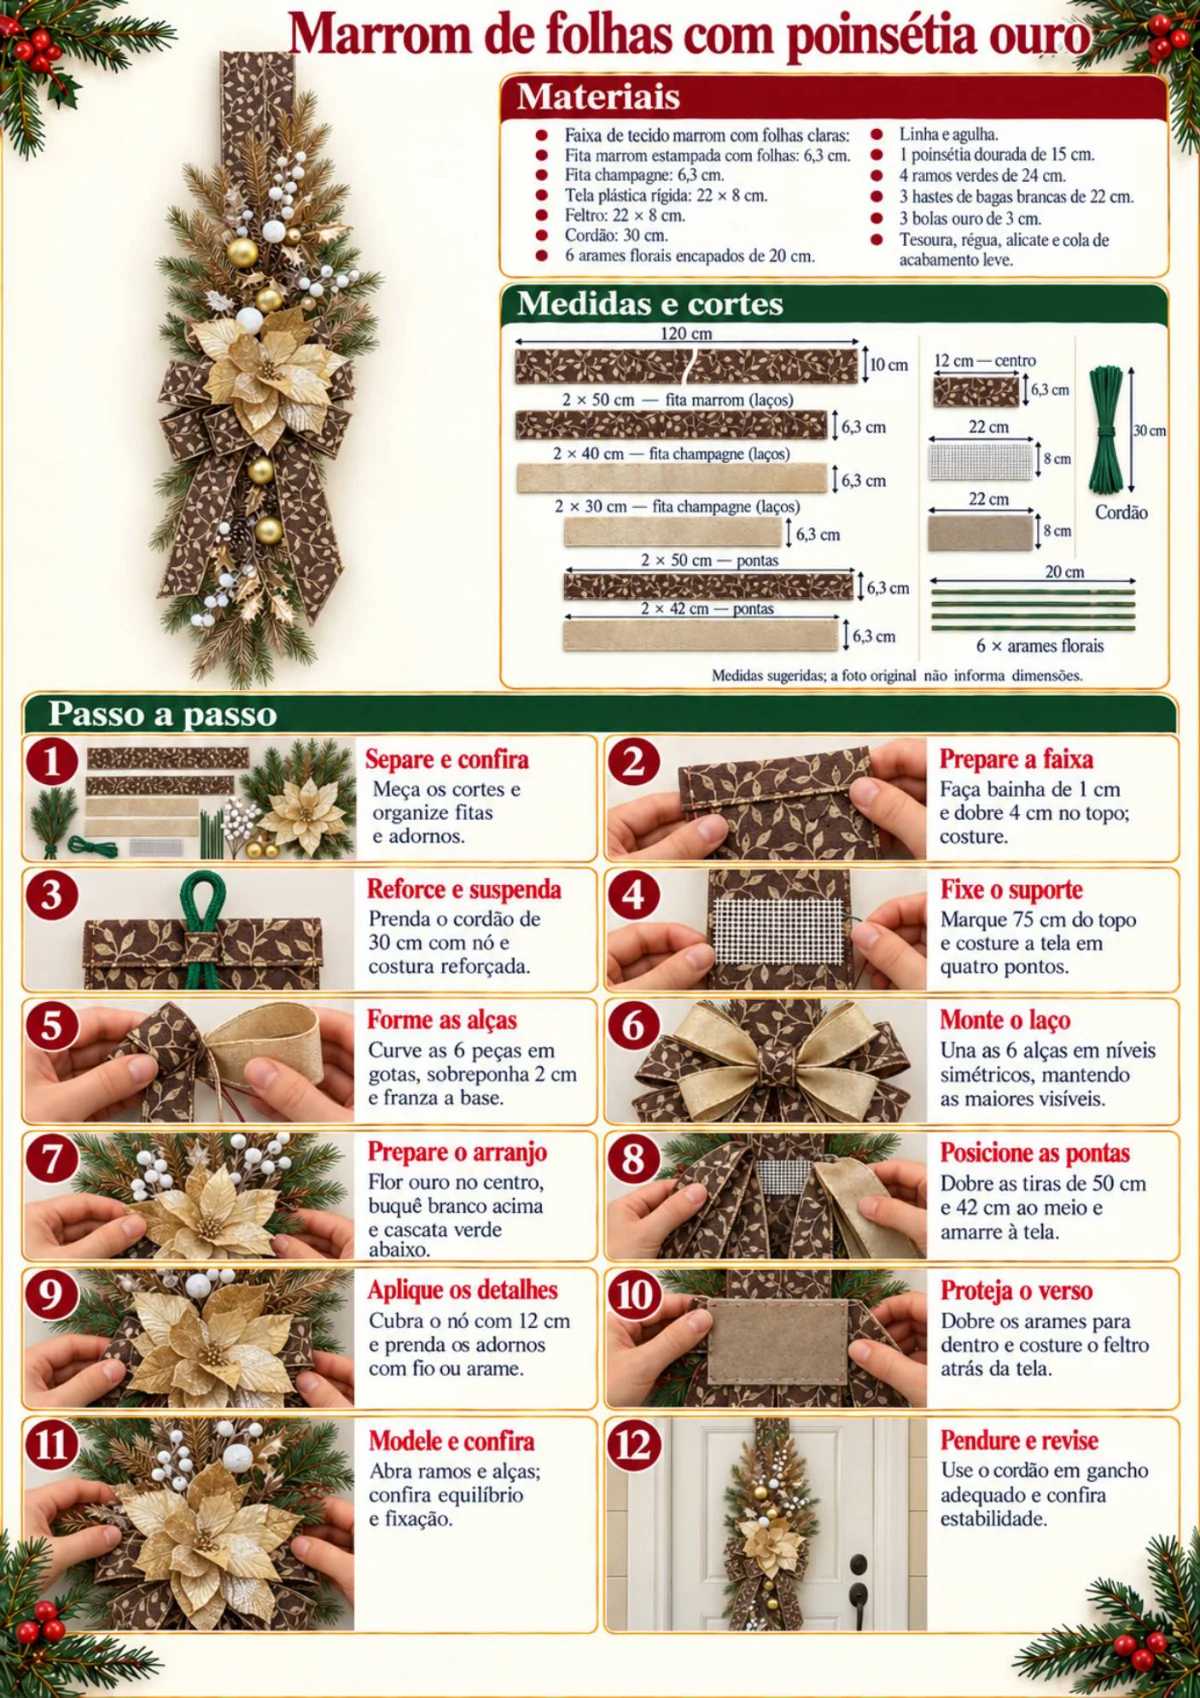 Marrom de folhas com poinsétia ouro
Materiais
Faixa de tecido marrom com folhas claras:
Fita marrom estampada com folhas: 6,3 cm.
Fita champagne: 6,3 cm.
Tela plástica rígida: 22 × 8 cm.
Feltro: 22 × 8 cm.
Cordão: 30 cm.
6 arames florais encapados de 20 cm.
Linha e agulha.
1 poinsétia dourada de 15 cm.
4 ramos verdes de 24 cm.
3 hastes de bagas brancas de 22 cm.
3 bolas ouro de 3 cm.
Tesoura, régua, alicate e cola de
acabamento leve.
Medidas e cortes
120 cm
10 cm
2 × 50 cm — fita marrom (laços)
6,3 cm
2 × 40 cm — fita champagne (laços)
6,3 cm
2 × 30 cm — fita champagne (laços)
6,3 cm
2 × 50 cm — pontas
6,3 cm
2 × 42 cm — pontas
6,3 cm
12 cm — centro
6,3 cm
22 cm
8 cm
22 cm
8 cm
30 cm
Cordão
20 cm
6 × arames florais
Medidas sugeridas; a foto original não informa dimensões.
Passo a passo
1
Separe e confira
Meça os cortes e
organize fitas
e adornos.
2
Prepare a faixa
Faça bainha de 1 cm
e dobre 4 cm no topo;
costure.
3
Reforce e suspenda
Prenda o cordão de
30 cm com nó e
costura reforçada.
4
Fixe o suporte
Marque 75 cm do topo
e costure a tela em
quatro pontos.
5
Forme as alças
Curve as 6 peças em
gotas, sobreponha 2 cm
e franza a base.
6
Monte o laço
Una as 6 alças em níveis
simétricos, mantendo
as maiores visíveis.
7
Prepare o arranjo
Flor ouro no centro,
buquê branco acima
e cascata verde
abaixo.
8
Posicione as pontas
Dobre as tiras de 50 cm
e 42 cm ao meio e
amarre à tela.
9
Aplique os detalhes
Cubra o nó com 12 cm
e prenda os adornos
com fio ou arame.
10
Proteja o verso
Dobre os arames para
dentro e costure o feltro
atrás da tela.
11
Modele e confira
Abra ramos e alças;
confira equilíbrio
e fixação.
12
Pendure e revise
Use o cordão em gancho
adequado e confira
estabilidade.